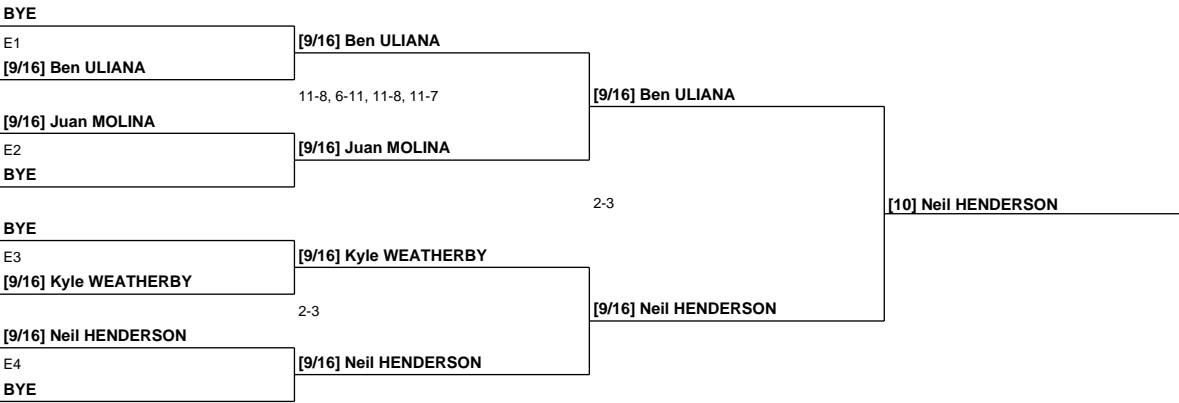 BYE
E1
[9/16] Ben ULIANA
[9/16] Juan MOLINA
E2
BYE
BYE
E3
[9/16] Kyle WEATHERBY
[9/16] Neil HENDERSON
E4
BYE
[9/16] Ben ULIANA
11-8, 6-11, 11-8, 11-7
[9/16] Juan MOLINA
[9/16] Kyle WEATHERBY
2-3
[9/16] Neil HENDERSON
[9/16] Ben ULIANA
2-3
[9/16] Neil HENDERSON
[10] Neil HENDERSON